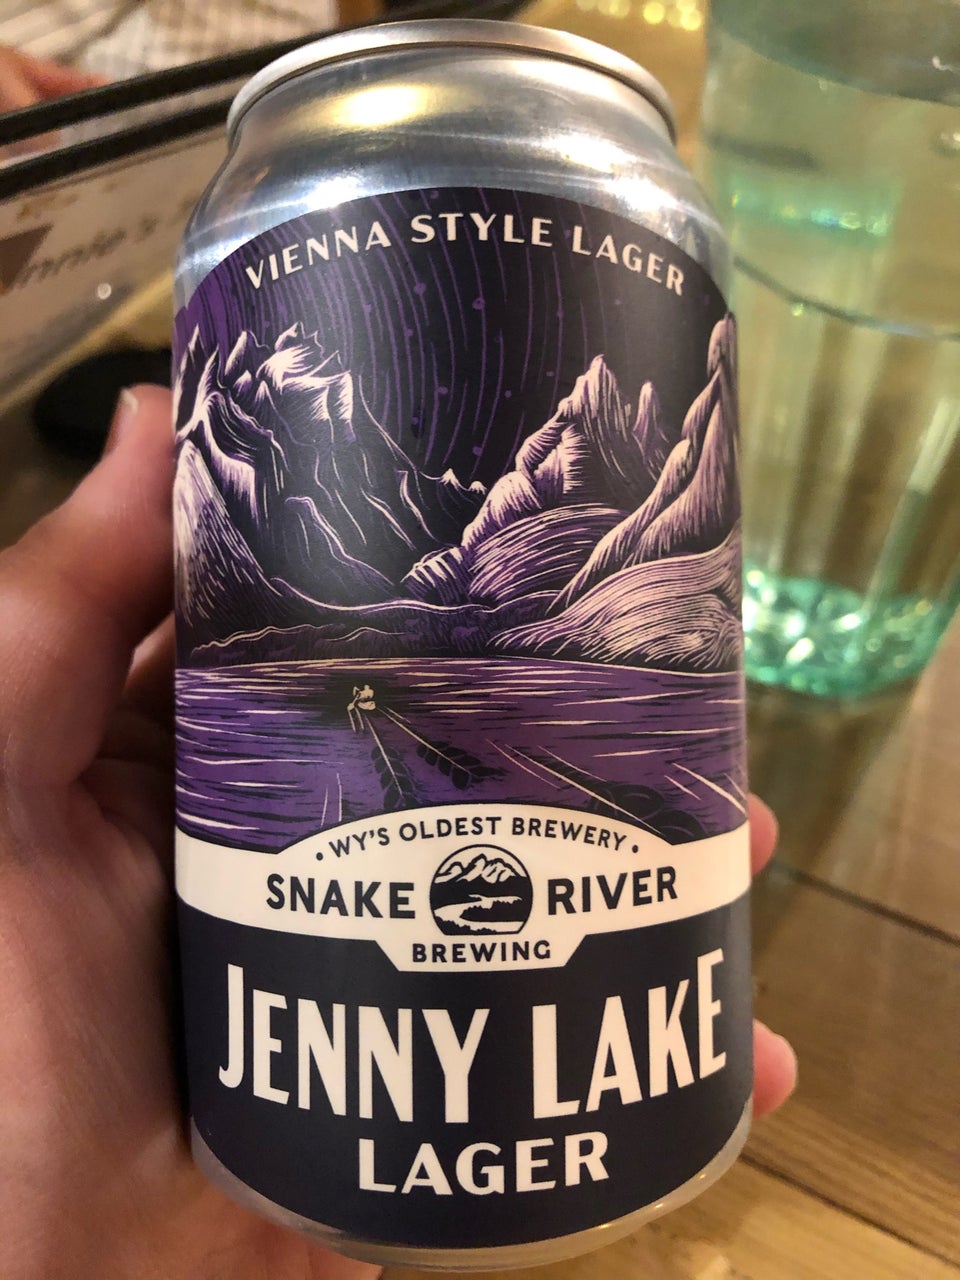 VIENNA STYLE LAGER
• WY'S OLDEST BREWERY •
SNAKE RIVER
BREWING
JENNY LAKE
LAGER